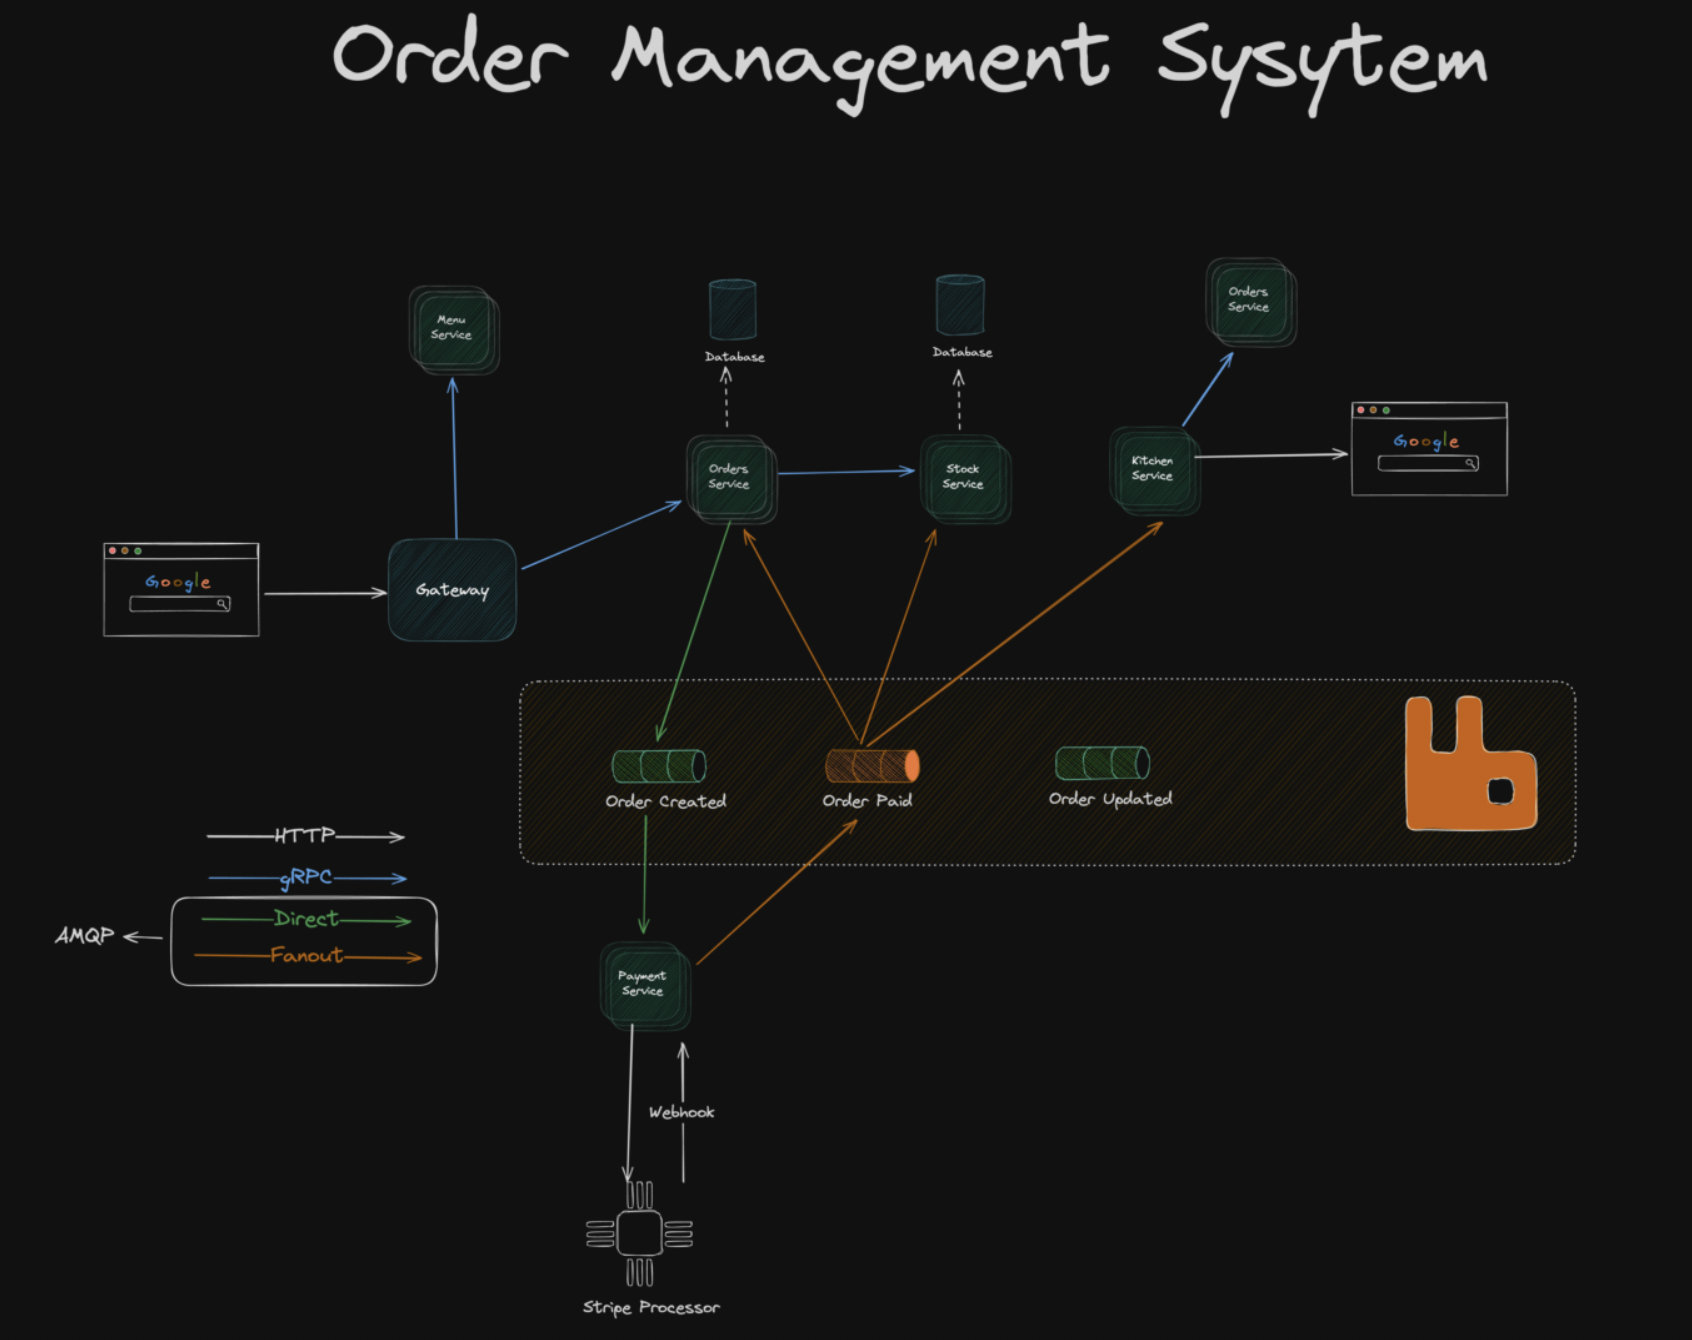 Order Management Sysytem
Menu
Service
Database
Database
Orders
Service
Orders
Service
Stock
Service
Kitchen
Service
Google
Google
Gateway
Order Created
Order Paid
Order Updated
HTTP
gRPC
Direct
Fanout
AMQP
Payment
Service
Webhook
Stripe Processor